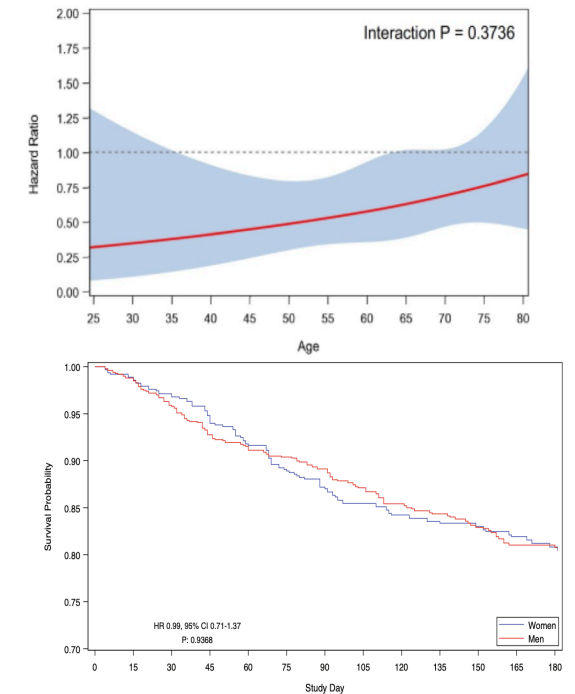 2.00
Interaction P = 0.3736
1.75
1.50
1.25
1.00
0.75
0.50
0.25
0.00
Hazard Ratio
25 30 35 40 45 50 55 60 65 70 75 80
Age
1.00
0.95
0.90
0.85
0.80
0.75
0.70
Survival Probability
HR 0.99, 95% CI 0.71-1.37
P: 0.9368
Women
Men
0 15 30 45 60 75 90 105 120 135 150 165 180
Study Day